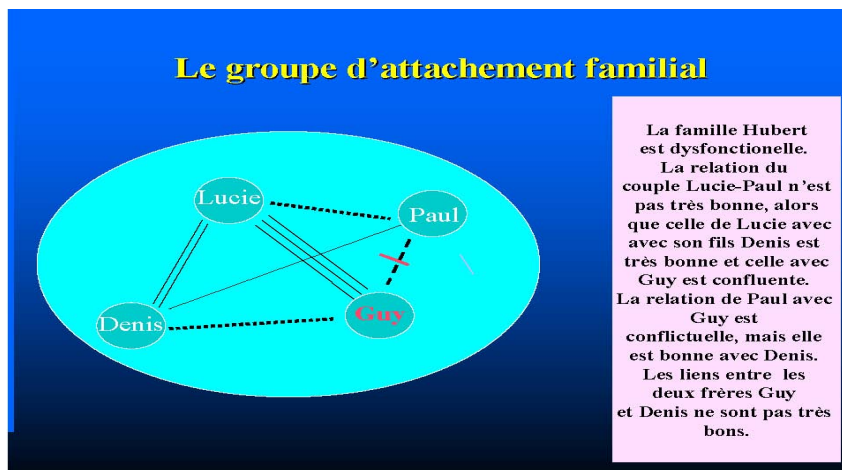 Le groupe d'attachement familial
Lucie
Paul
Denis
Guy
La famille Hubert
est dysfonctionelle.
La relation du
couple Lucie-Paul n'est
pas très bonne, alors
que celle de Lucie avec
avec son fils Denis est
très bonne et celle avec
Guy est confluente.
La relation de Paul avec
Guy est
conflictuelle, mais elle
est bonne avec Denis.
Les liens entre les
deux frères Guy
et Denis ne sont pas très
bons.